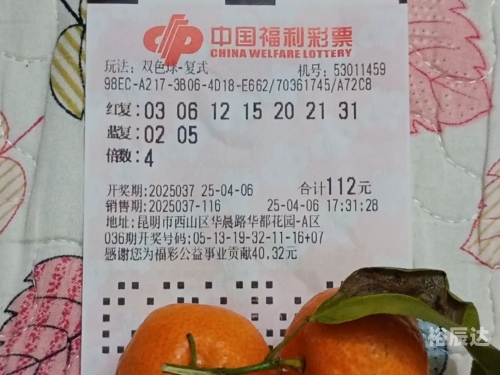 中国福利彩票
CHINA WELFARE LOTTERY
玩法: 双色球-复式 机号: 53011459
98EC-A217-3B06-4D18-E662/70361745/A72C8
红复: 03 06 12 15 20 21 31
蓝复: 02 05
倍数: 4
开奖期: 2025037 25-04-06 合计112元
销售期: 2025037-116 25-04-06 17:31:28
地址: 昆明市西山区华晨路华都花园-A区
036期开奖号码: 05-13-19-32-11-16+07
感谢您为福彩公益事业贡献40.32元
裕辰达